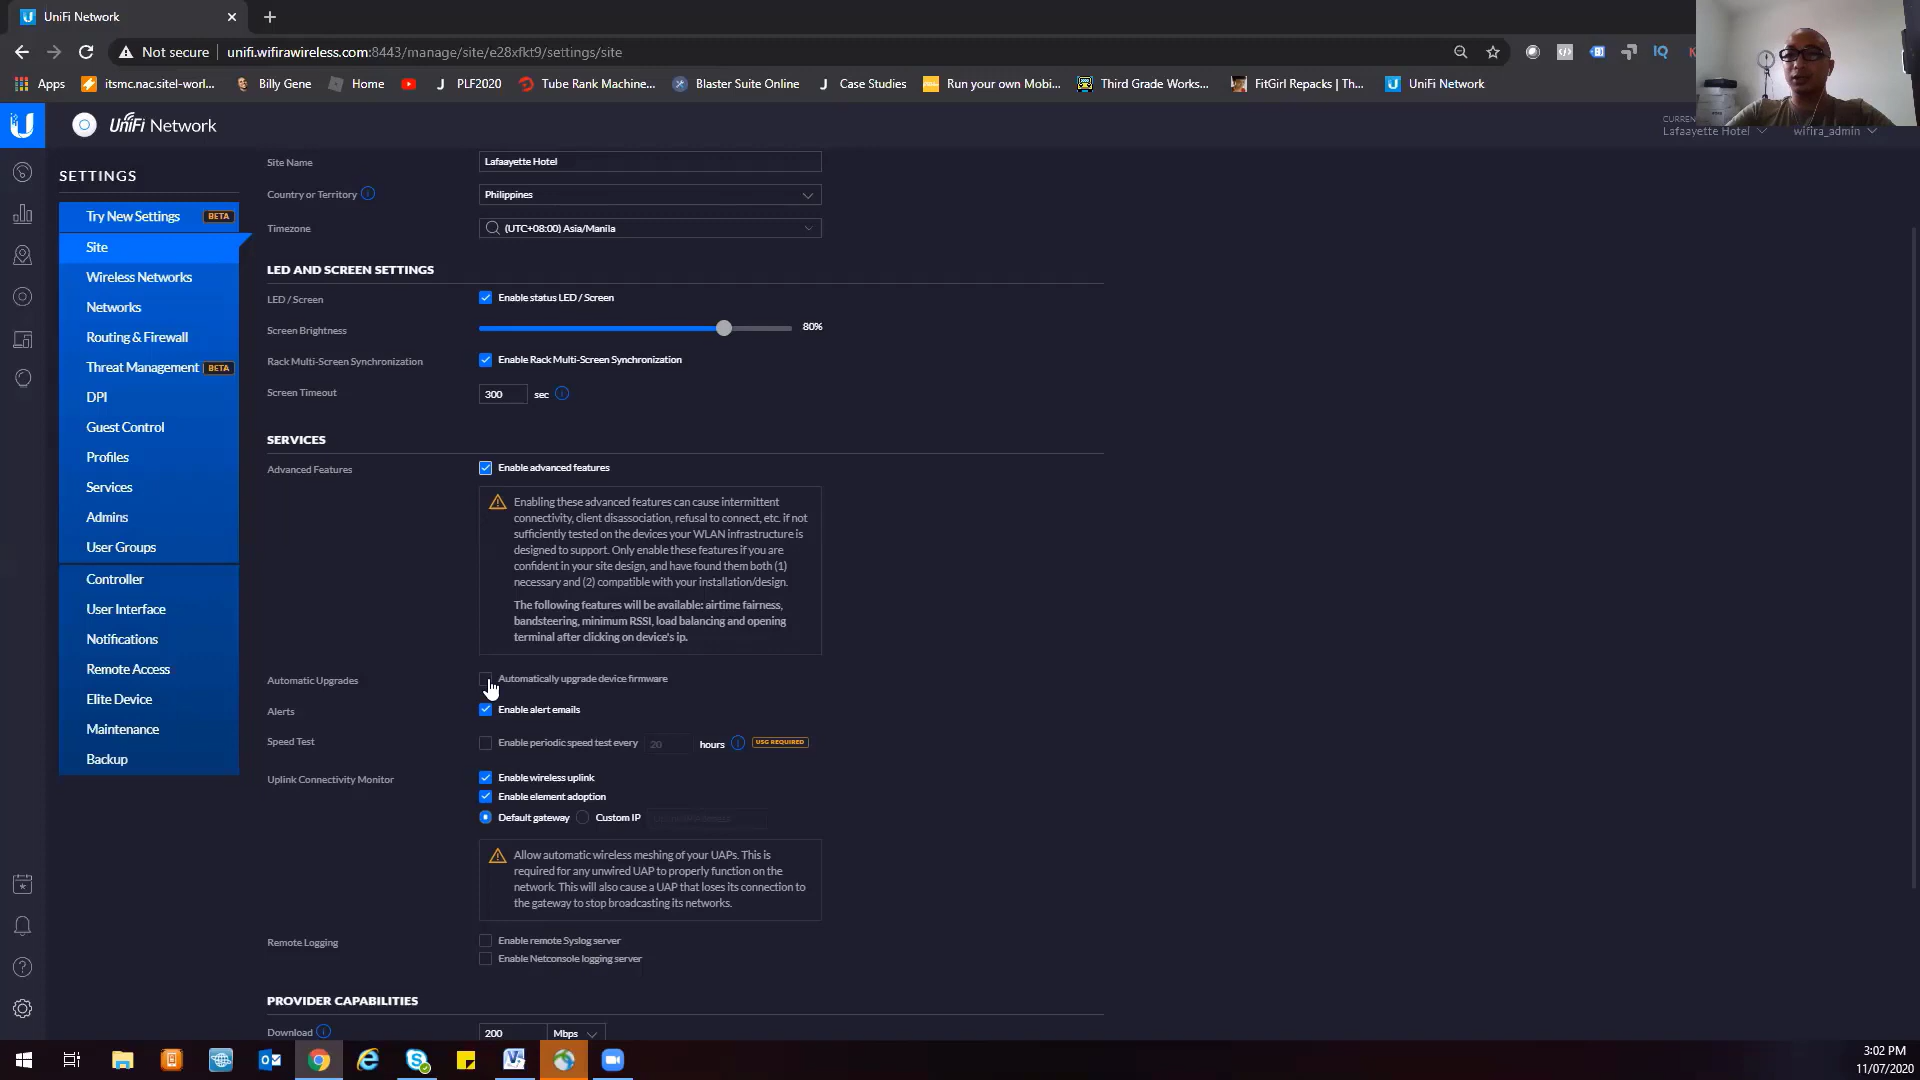 UniFi Network
Not secure
unifi.wifirawireless.com:8443/manage/site/e28xfkt9/settings/site
IQ
Apps
itsmc.nac.sitel-worl...
Billy Gene
Home
PLF2020
Tube Rank Machine...
Blaster Suite Online
Case Studies
Run your own Mobi...
Third Grade Works...
FitGirl Repacks | Th...
UniFi Network
UniFi Network
Lafaayette Hotel
wifira_admin
SETTINGS
Try New Settings BETA
Site
Wireless Networks
Networks
Routing & Firewall
Threat Management BETA
DPI
Guest Control
Profiles
Services
Admins
User Groups
Controller
User Interface
Notifications
Remote Access
Elite Device
Maintenance
Backup
Site Name Lafaayette Hotel
Country or Territory Philippines
Timezone (UTC+08:00) Asia/Manila
LED AND SCREEN SETTINGS
LED / Screen Enable status LED / Screen
Screen Brightness 80%
Rack Multi-Screen Synchronization Enable Rack Multi-Screen Synchronization
Screen Timeout 300 sec
SERVICES
Advanced Features Enable advanced features
Enabling these advanced features can cause intermittent
connectivity, client disassociation, refusal to connect, etc. if not
sufficiently tested on the devices your WLAN infrastructure is
designed to support. Only enable these features if you are
confident in your site design, and have found them both (1)
necessary and (2) compatible with your installation/design.
The following features will be available: airtime fairness,
bandsteering, minimum RSSI, load balancing and opening
terminal after clicking on device's ip.
Automatic Upgrades Automatically upgrade device firmware
Alerts Enable alert emails
Speed Test Enable periodic speed test every 20 hours USG REQUIRED
Uplink Connectivity Monitor Enable wireless uplink
Enable element adoption
Default gateway Custom IP
Allow automatic wireless meshing of your UAPs. This is
required for any unwired UAP to properly function on the
network. This will also cause a UAP that loses its connection to
the gateway to stop broadcasting its networks.
Remote Logging Enable remote Syslog server
Enable Netconsole logging server
PROVIDER CAPABILITIES
Download 200 Mbps
3:02 PM
11/07/2020